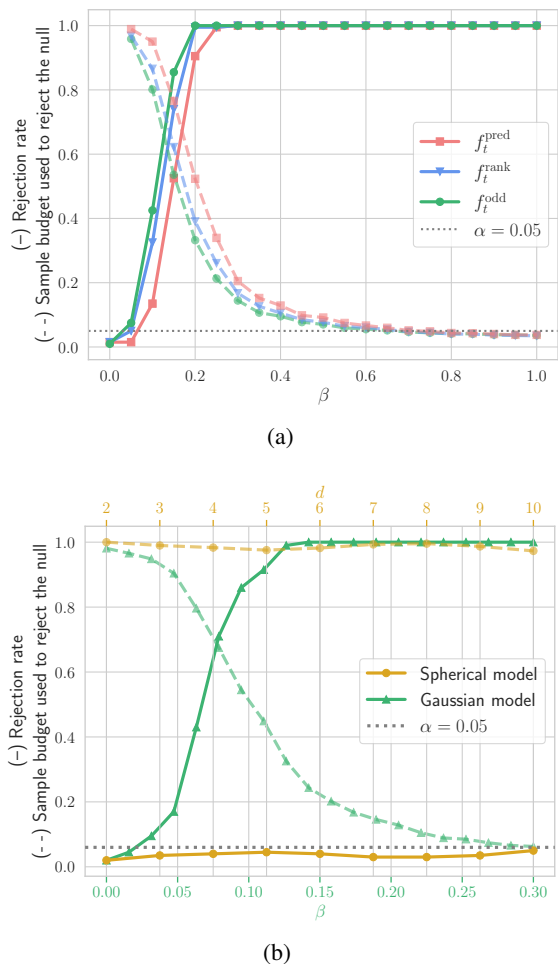 (−) Rejection rate
(- -) Sample budget used to reject the null
1.0
0.8
0.6
0.4
0.2
0.0
f_t^pred
f_t^rank
f_t^odd
α = 0.05
0.0 0.2 0.4 0.6 0.8 1.0
β
(a)
d
2 3 4 5 6 7 8 9 10
(−) Rejection rate
(- -) Sample budget used to reject the null
1.0
0.8
0.6
0.4
0.2
0.0
Spherical model
Gaussian model
α = 0.05
0.00 0.05 0.10 0.15 0.20 0.25 0.30
β
(b)